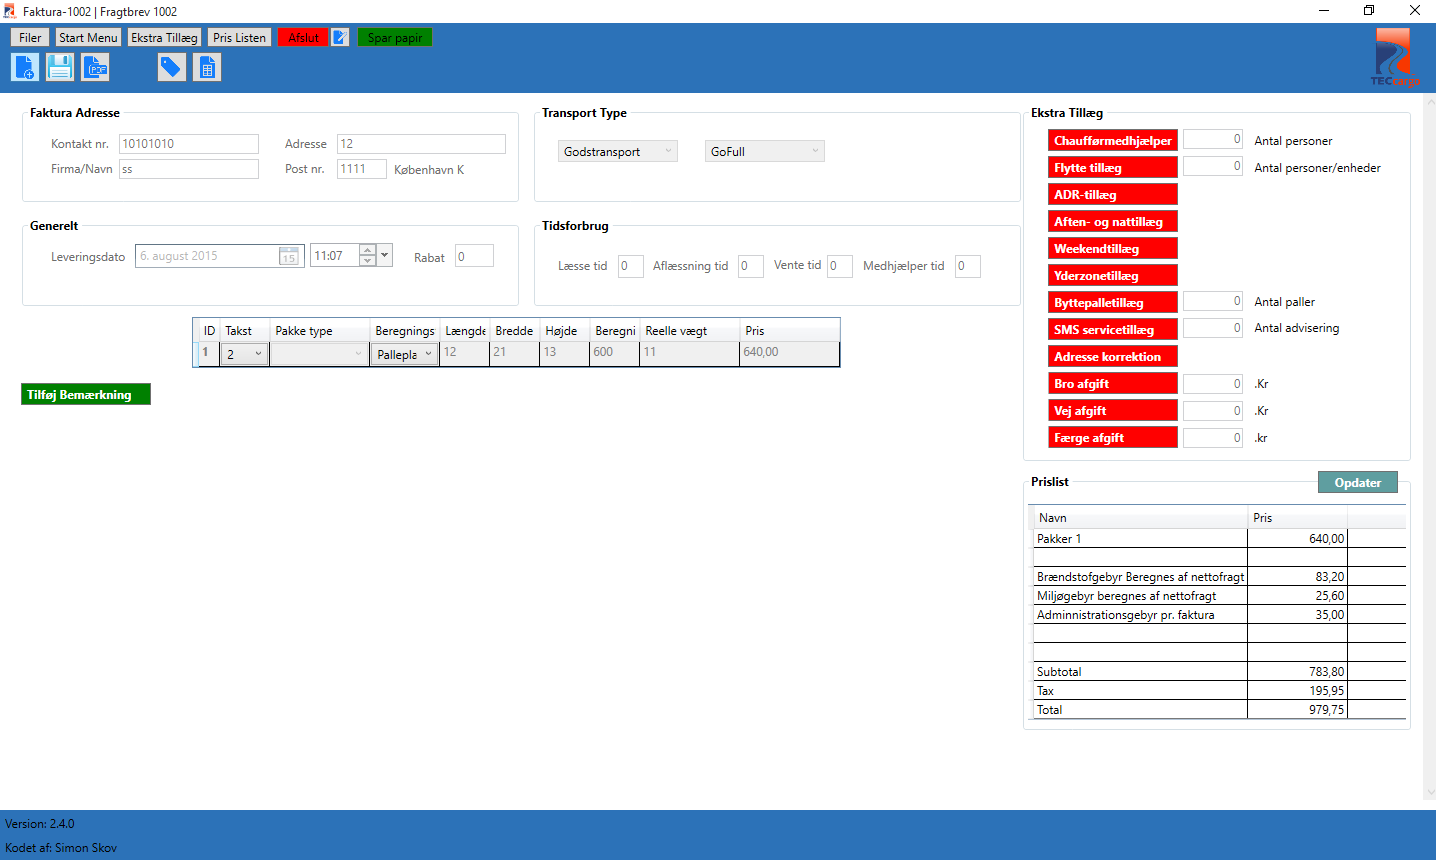 Faktura-1002 | Fragtbrev 1002
Filer Start Menu Ekstra Tillæg Pris Listen Afslut Spar papir
PDF
TEC
Faktura Adresse
Kontakt nr. 10101010 Adresse 12
Firma/Navn ss Post nr. 1111 København K
Transport Type
Godstransport GoFull
Generelt
Leveringsdato 6. august 2015 15 11:07 Rabat 0
Tidsforbrug
Læsse tid 0 Aflæssning tid 0 Vente tid 0 Medhjælper tid 0
ID Takst Pakke type Beregnings Længde Bredde Højde Beregni Reelle vægt Pris
1 2 Pallepla 12 21 13 600 11 640,00
Tilføj Bemærkning
Ekstra Tillæg
Chaufførmedhjælper 0 Antal personer
Flytte tillæg 0 Antal personer/enheder
ADR-tillæg
Aften- og nattillæg
Weekendtillæg
Yderzonetillæg
Byttepalletillæg 0 Antal paller
SMS servicetillæg 0 Antal advisering
Adresse korrektion
Bro afgift 0 .Kr
Vej afgift 0 .Kr
Færge afgift 0 .kr
Prislist Opdater
Navn Pris
Pakker 1 640,00
Brændstofgebyr Beregnes af nettofragt 83,20
Miljøgebyr beregnes af nettofragt 25,60
Adminnistrationsgebyr pr. faktura 35,00
Subtotal 783,80
Tax 195,95
Total 979,75
Version: 2.4.0
Kodet af: Simon Skov